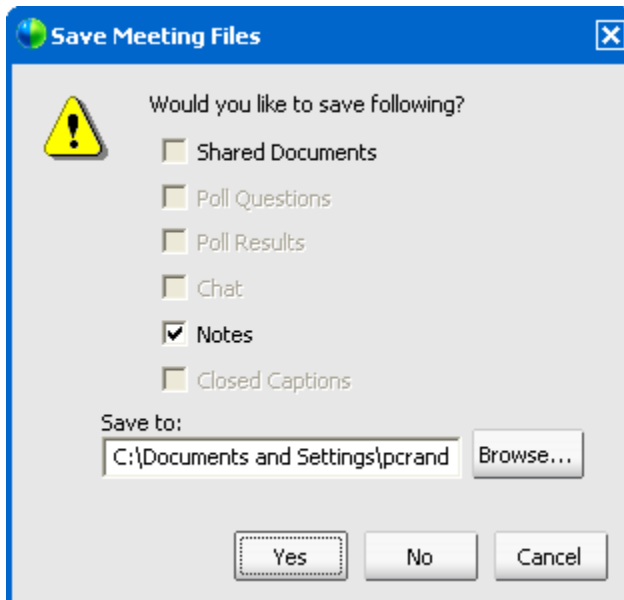 Save Meeting Files
Would you like to save following?
Shared Documents
Poll Questions
Poll Results
Chat
Notes
Closed Captions
Save to:
C:\Documents and Settings\pcrand Browse...
Yes No Cancel